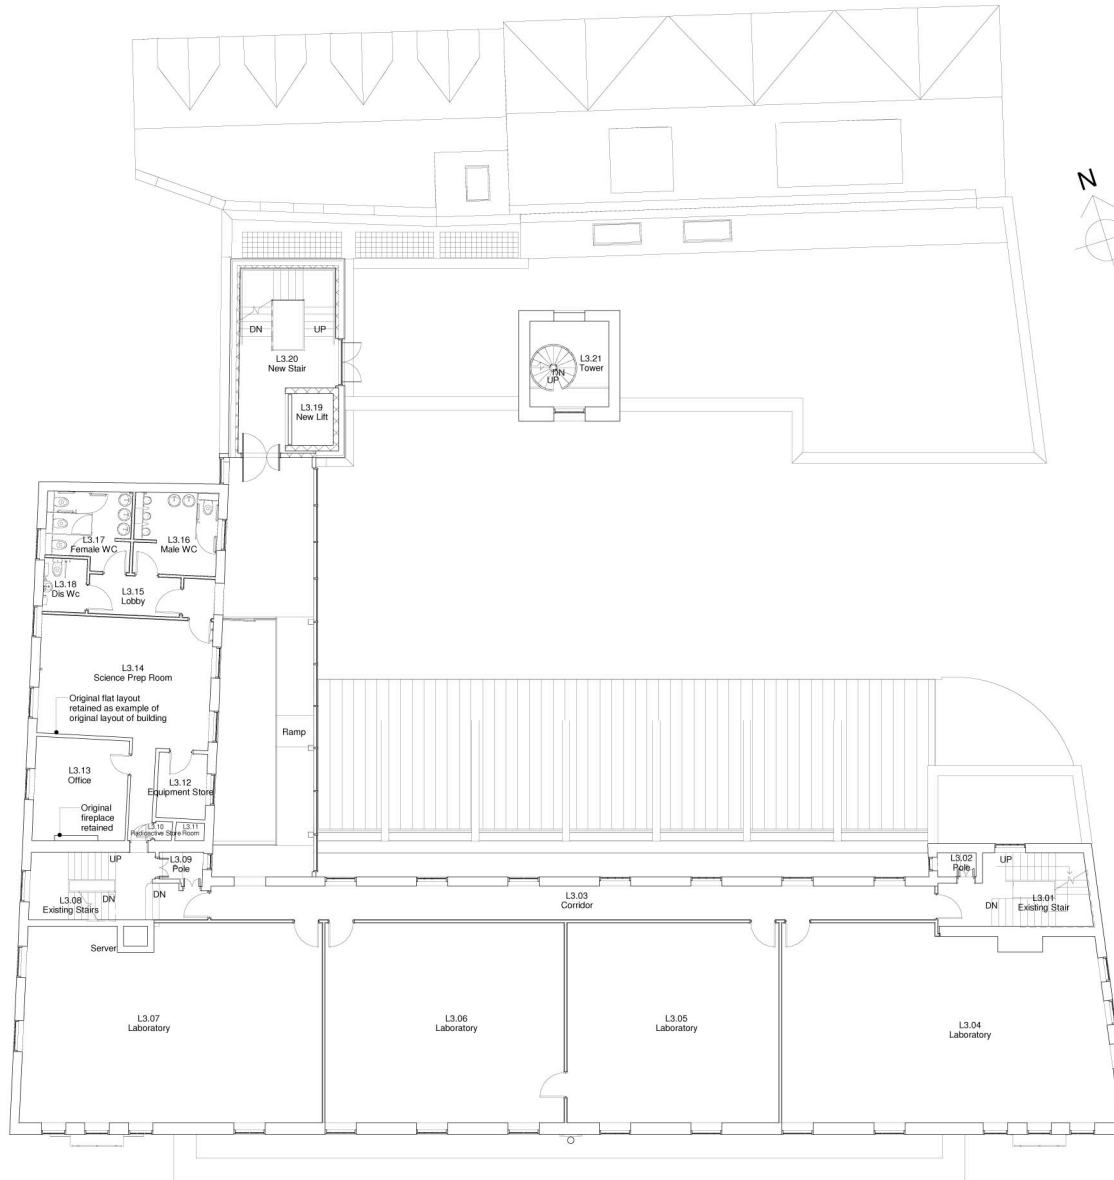 N
DN
UP
L3.20
New Stair
L3.21
Tower
DN
UP
L3.19
New Lift
L3.17
Female WC
L3.16
Male WC
L3.18
Dis Wc
L3.15
Lobby
L3.14
Science Prep Room
Original flat layout
retained as example of
original layout of building
Ramp
L3.13
Office
L3.12
Equipment Store
Original
fireplace
retained
L3.10
L3.11
Radioactive Store Room
UP
L3.09
Pole
L3.02
Pole
UP
DN
DN
L3.08
Existing Stairs
L3.03
Corridor
L3.01
Existing Stair
DN
Server
L3.07
Laboratory
L3.06
Laboratory
L3.05
Laboratory
L3.04
Laboratory